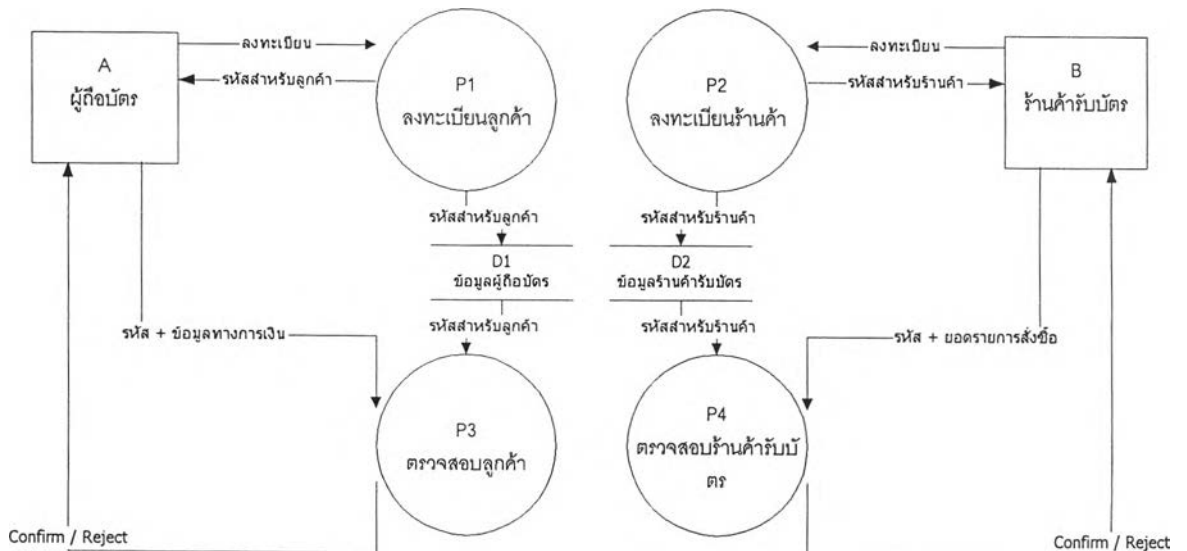 ลงทะเบียน
ลงทะเบียน
A
ผู้ถือบัตร
รหัสสำหรับลูกค้า
P1
ลงทะเบียนลูกค้า
P2
ลงทะเบียนร้านค้า
รหัสสำหรับร้านค้า
B
ร้านค้ารับบัตร
รหัสสำหรับลูกค้า
รหัสสำหรับร้านค้า
D1
ข้อมูลผู้ถือบัตร
D2
ข้อมูลร้านค้ารับบัตร
รหัสสำหรับลูกค้า
รหัสสำหรับร้านค้า
รหัส + ข้อมูลทางการเงิน
รหัส + ยอดรายการสั่งซื้อ
P3
ตรวจสอบลูกค้า
P4
ตรวจสอบร้านค้ารับบั
ตร
Confirm / Reject
Confirm / Reject